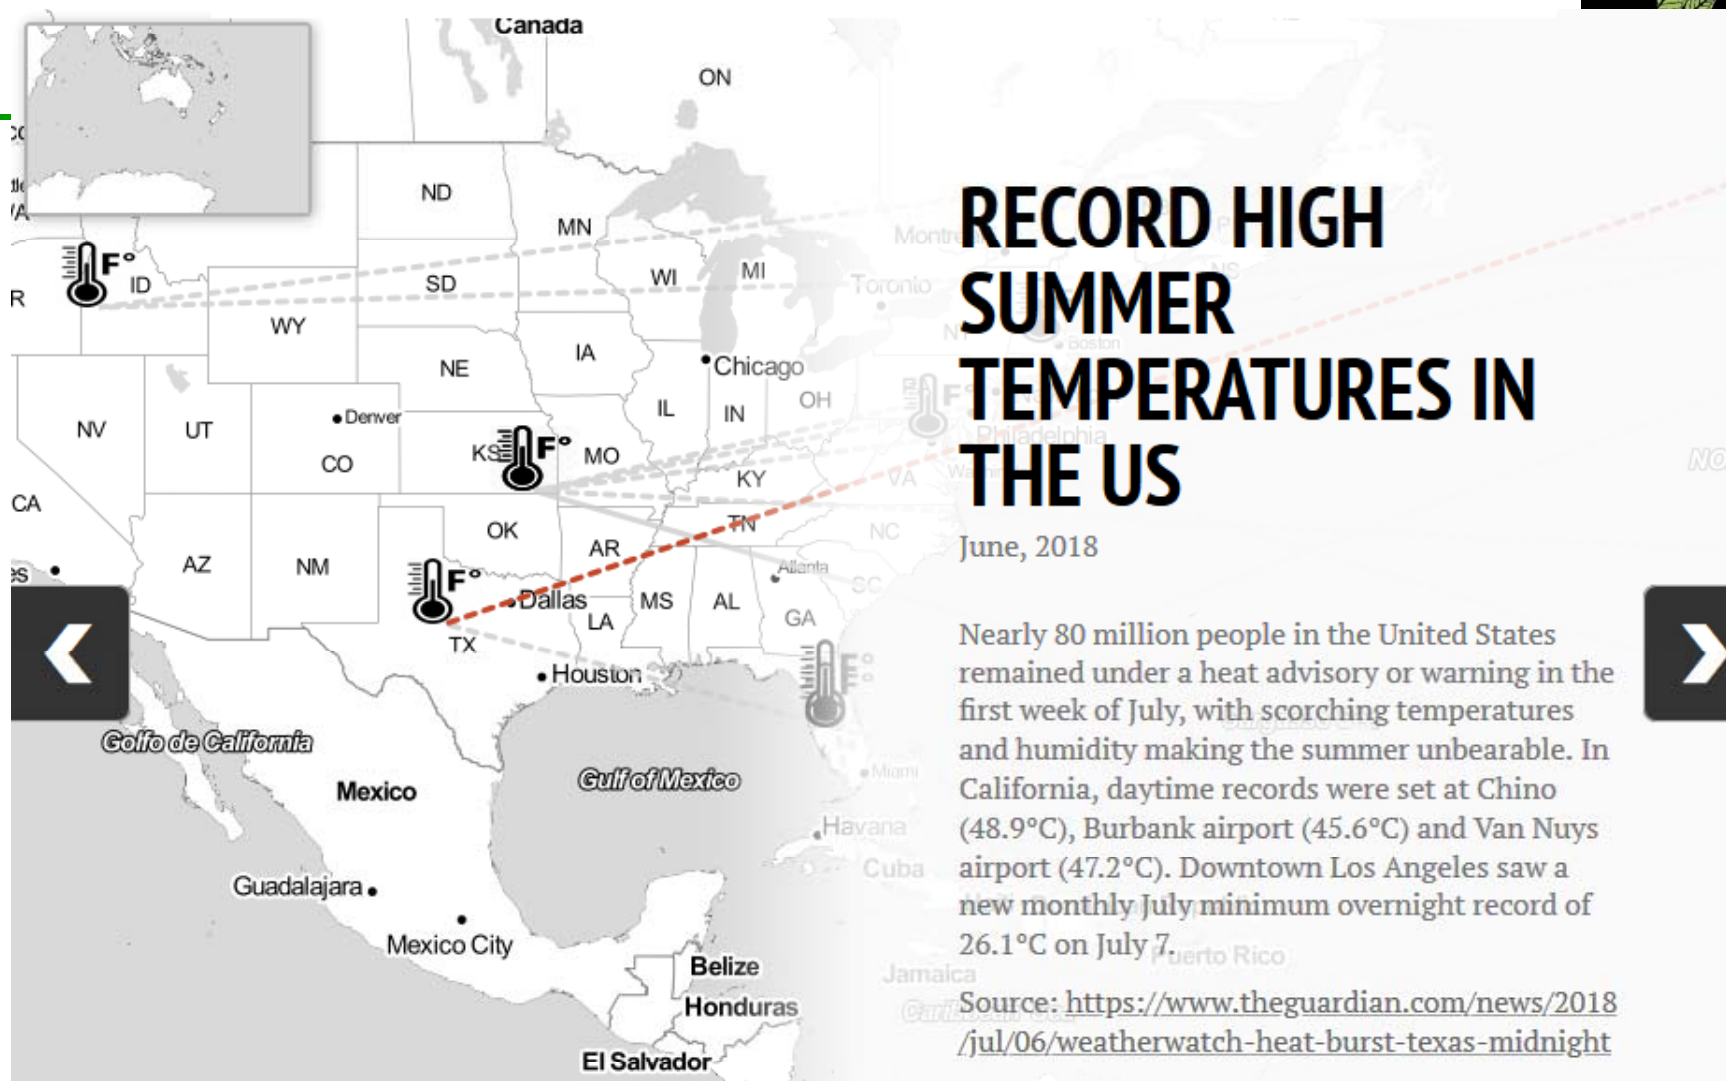 Canada
ON
ND
MN
ID
SD
WI
MI
Montre
Toronto
WY
IA
NE
Chicago
Boston
NV
UT
Denver
IL
IN
OH
PA
CO
KS
MO
KY
VA
Philadelphia
CA
OK
TN
NC
AZ
NM
AR
Atlanta
SC
Dallas
MS
AL
GA
LA
TX
Houston
F°
F°
F°
Golfo de California
Gulf of Mexico
Mexico
Miami
Havana
Cuba
Guadalajara
Mexico City
Belize
Jamaica
Puerto Rico
Honduras
El Salvador
NS
RECORD HIGH
SUMMER
TEMPERATURES IN
THE US
June, 2018
Nearly 80 million people in the United States
remained under a heat advisory or warning in the
first week of July, with scorching temperatures
and humidity making the summer unbearable. In
California, daytime records were set at Chino
(48.9°C), Burbank airport (45.6°C) and Van Nuys
airport (47.2°C). Downtown Los Angeles saw a
new monthly July minimum overnight record of
26.1°C on July 7.
Source: https://www.theguardian.com/news/2018
/jul/06/weatherwatch-heat-burst-texas-midnight